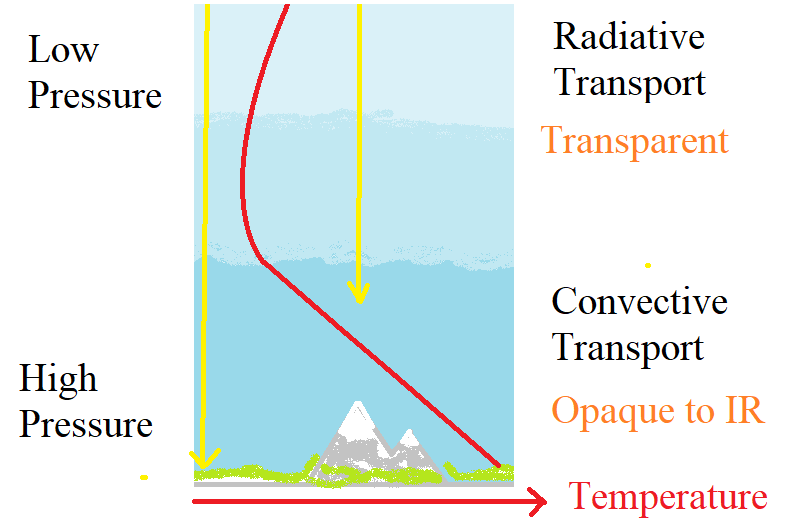 Low
Pressure
Radiative
Transport
Transparent
Convective
Transport
High
Pressure
Opaque to IR
Temperature